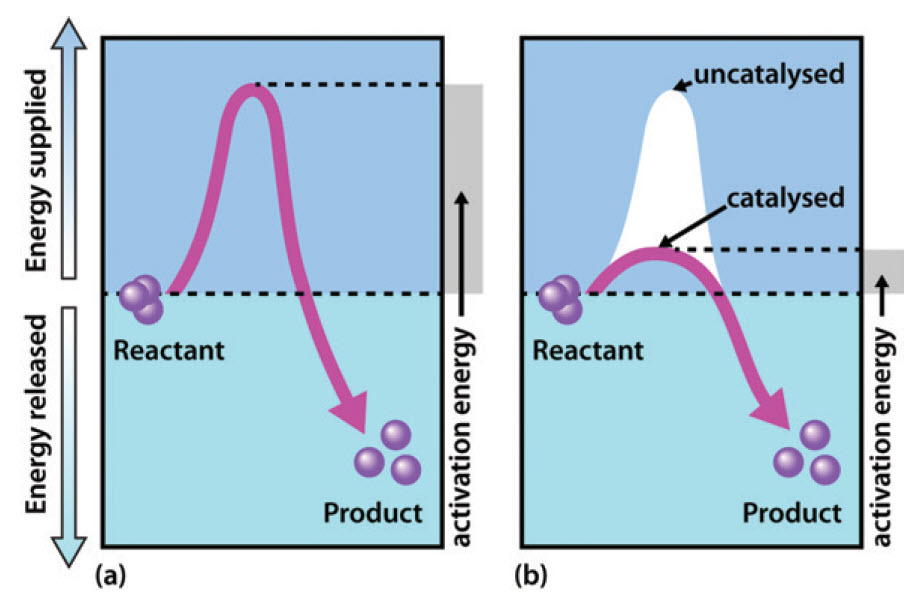 Energy supplied
Energy released
Reactant
Product
activation energy
(a)
uncatalysed
catalysed
Reactant
Product
activation energy
(b)